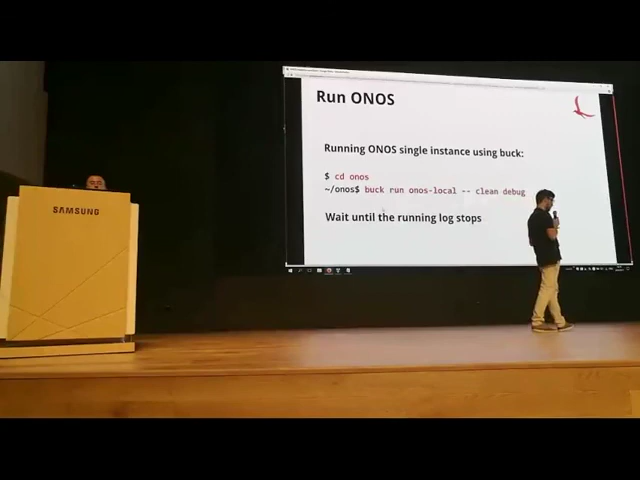 Run ONOS
Running ONOS single instance using buck:
$ cd onos
~/onos$ buck run onos-local -- clean debug
Wait until the running log stops
SAMSUNG